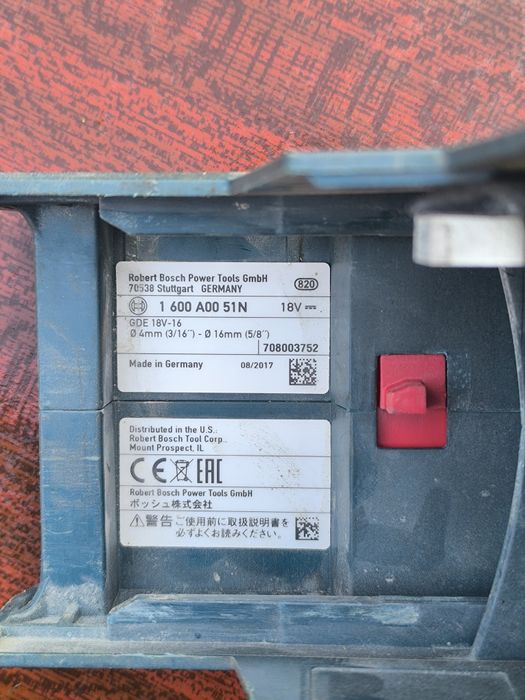 Robert Bosch Power Tools GmbH
70538 Stuttgart GERMANY
820
1 600 A00 51N 18V
GDE 18V-16
Ø 4mm (3/16") - Ø 16mm (5/8")
708003752
Made in Germany 08/2017
Distributed in the U.S.:
Robert Bosch Tool Corp..
Mount Prospect, IL
CE EAC
Robert Bosch Power Tools GmbH
ボッシュ株式会社
警告 ご使用前に取扱説明書を
必ずよくお読みください。